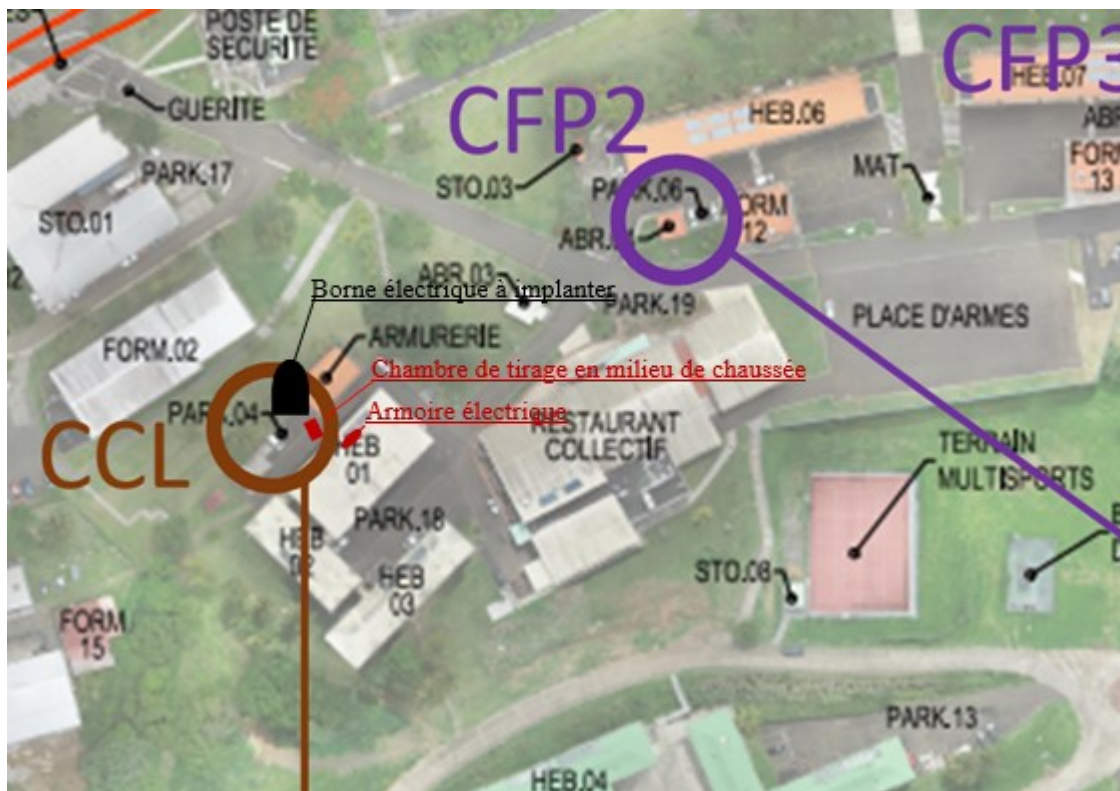 POSTE DE
SECURITE
CFP2
CFP3
HEB.07
GUERITE
HEB.06
PARK.17
STO.03
PARK.06
MAT
FORM
13
STO.01
FORM
12
ABR.03
Borne électrique à implanter
PARK.19
PLACE D'ARMES
FORM.02
ARMURERIE
Chambre de tirage en milieu de chaussée
PARK.04
Armoire électrique
CCL
HEB
01
RESTAURANT
COLLECTIF
TERRAIN
MULTISPORTS
PARK.18
HEB
02
HEB
03
STO.08
FORM
15
PARK.13
HEB.04